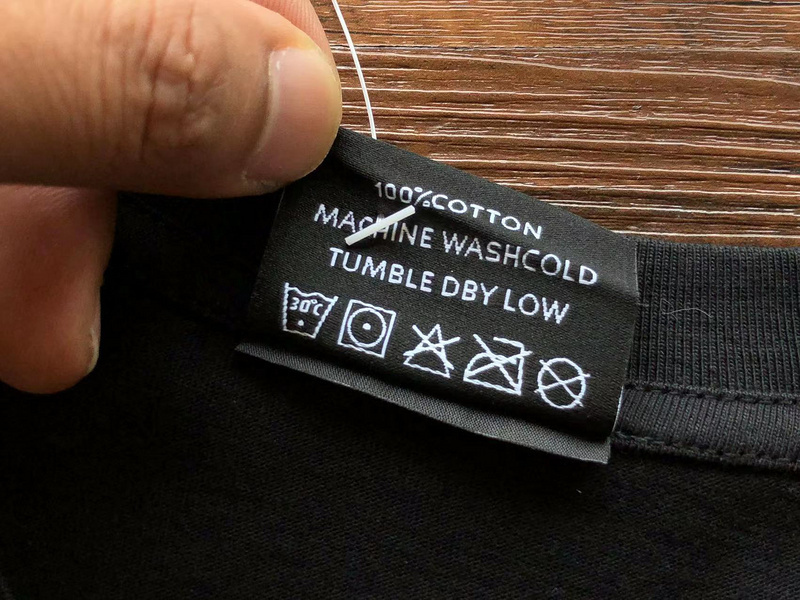 100%COTTON
MACHINE WASHCOLD
TUMBLE DBY LOW
30°C